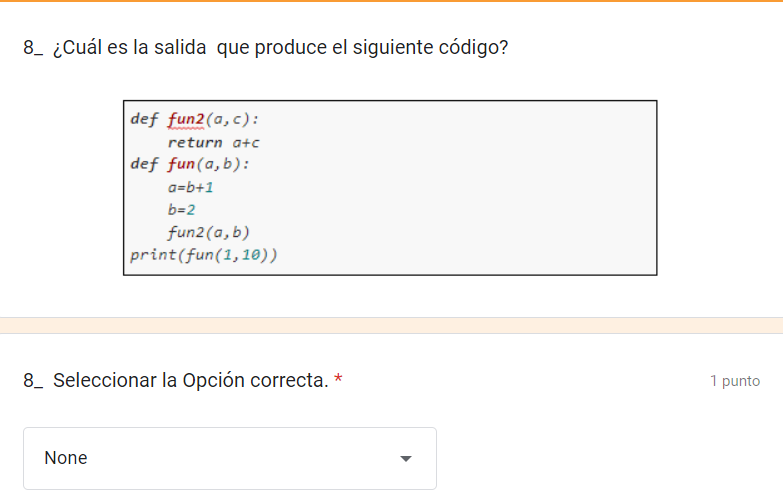 8_ ¿Cuál es la salida  que produce el siguiente código?
def fun2(a,c):
    return a+c
def fun(a,b):
    a=b+1
    b=2
    fun2(a,b)
print(fun(1,10))
8_ Seleccionar la Opción correcta. *
1 punto
None